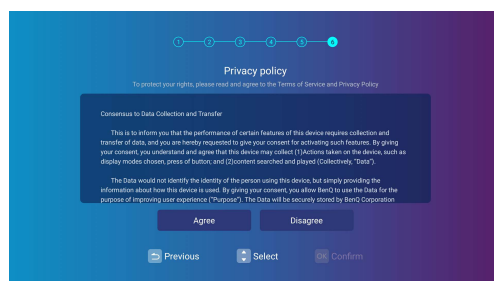 1 2 3 4 5 6
Privacy policy
To protect your rights, please read and agree to the Terms of Service and Privacy Policy
Consensus to Data Collection and Transfer
This is to inform you that the performance of certain features of this device requires collection and
transfer of data, and you are hereby requested to give your consent for activating such features. By giving
your consent, you understand and agree that this device may collect (1)Actions taken on the device, such as
display modes chosen, press of button; and (2)content searched and played (Collectively, "Data").
The Data would not identify the identity of the person using this device, but simply providing the
information about how this device is used. By giving your consent, you allow BenQ to use the Data for the
purpose of improving user experience ("Purpose"). The Data will be securely stored by BenQ Corporation
Agree Disagree
Previous Select OK Confirm